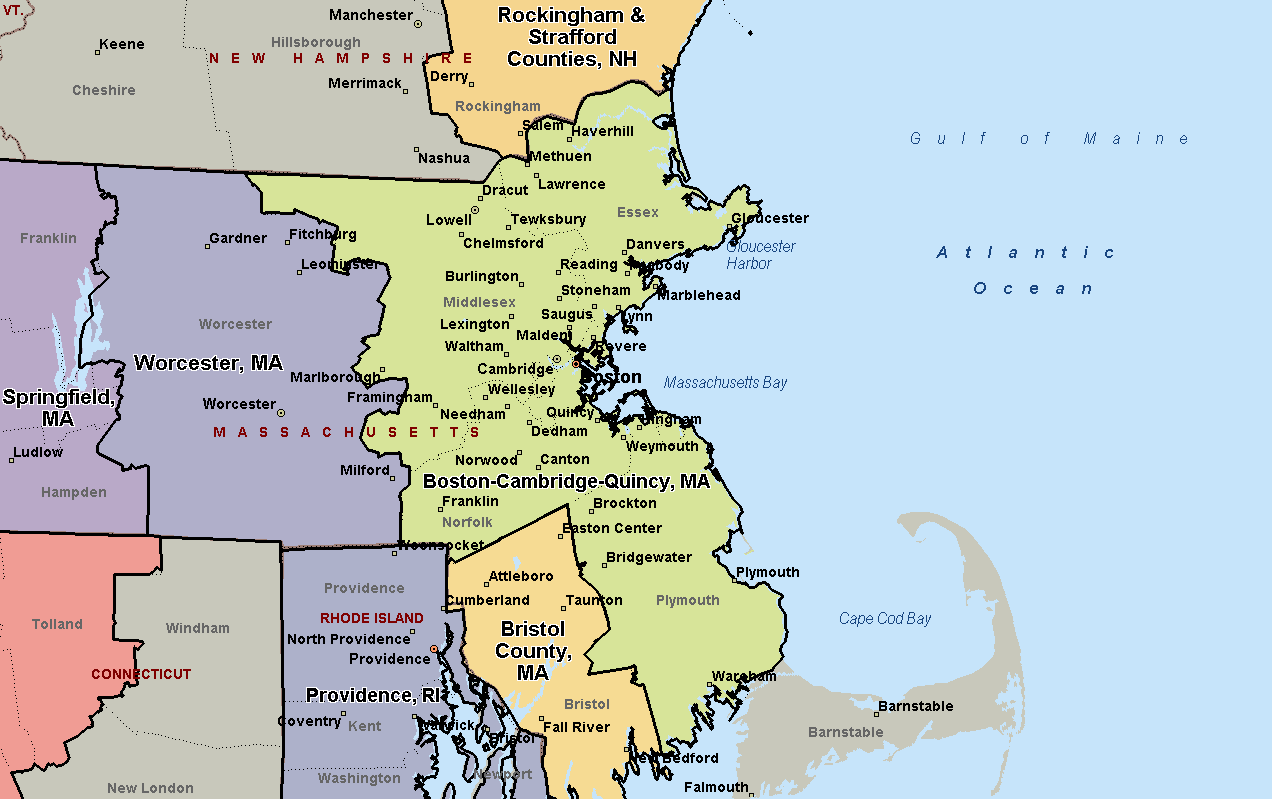 VT.
Manchester
Rockingham &
Strafford
Counties, NH
Keene
Hillsborough
NEW HAMPSHIRE
Derry
Merrimack
Cheshire
Rockingham
Salem
Haverhill
Gulf of Maine
Nashua
Methuen
Lawrence
Dracut
Essex
Lowell
Tewksbury
Gloucester
Franklin
Gardner
Fitchburg
Chelmsford
Danvers
Gloucester
Harbor
Atlantic
Ocean
Leominster
Reading
Peabody
Burlington
Stoneham
Marblehead
Middlesex
Saugus
Lynn
Worcester
Lexington
Malden
Waltham
Revere
Worcester, MA
Cambridge
Boston
Marlborough
Massachusetts Bay
Springfield,
MA
Wellesley
Framingham
Worcester
Needham
Quincy
Hingham
MASSACHUSETTS
Dedham
Weymouth
Ludlow
Norwood
Canton
Milford
Boston-Cambridge-Quincy, MA
Hampden
Franklin
Brockton
Norfolk
Easton Center
Woonsocket
Bridgewater
Attleboro
Plymouth
Providence
Cumberland
Taunton
Plymouth
RHODE ISLAND
Cape Cod Bay
Tolland
Windham
North Providence
Bristol
County,
MA
Providence
CONNECTICUT
Wareham
Providence, RI
Bristol
Barnstable
Coventry
Kent
Warwick
Fall River
Barnstable
Bristol
New Bedford
Newport
Washington
New London
Falmouth